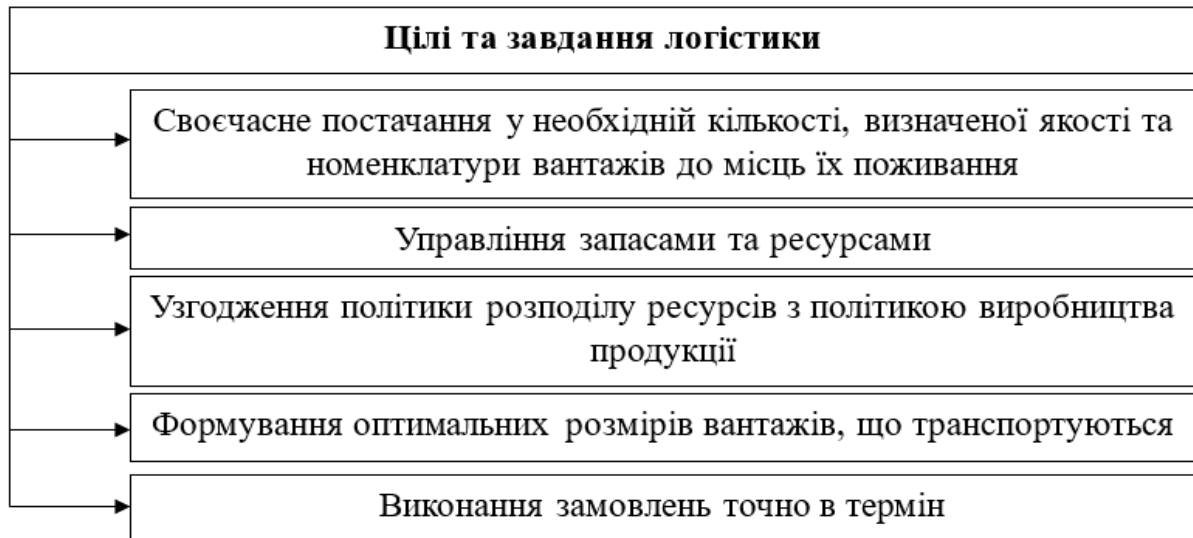 Цілі та завдання логістики
Своєчасне постачання у необхідній кількості, визначеної якості та
номенклатури вантажів до місць їх поживання
Управління запасами та ресурсами
Узгодження політики розподілу ресурсів з політикою виробництва
продукції
Формування оптимальних розмірів вантажів, що транспортуються
Виконання замовлень точно в термін